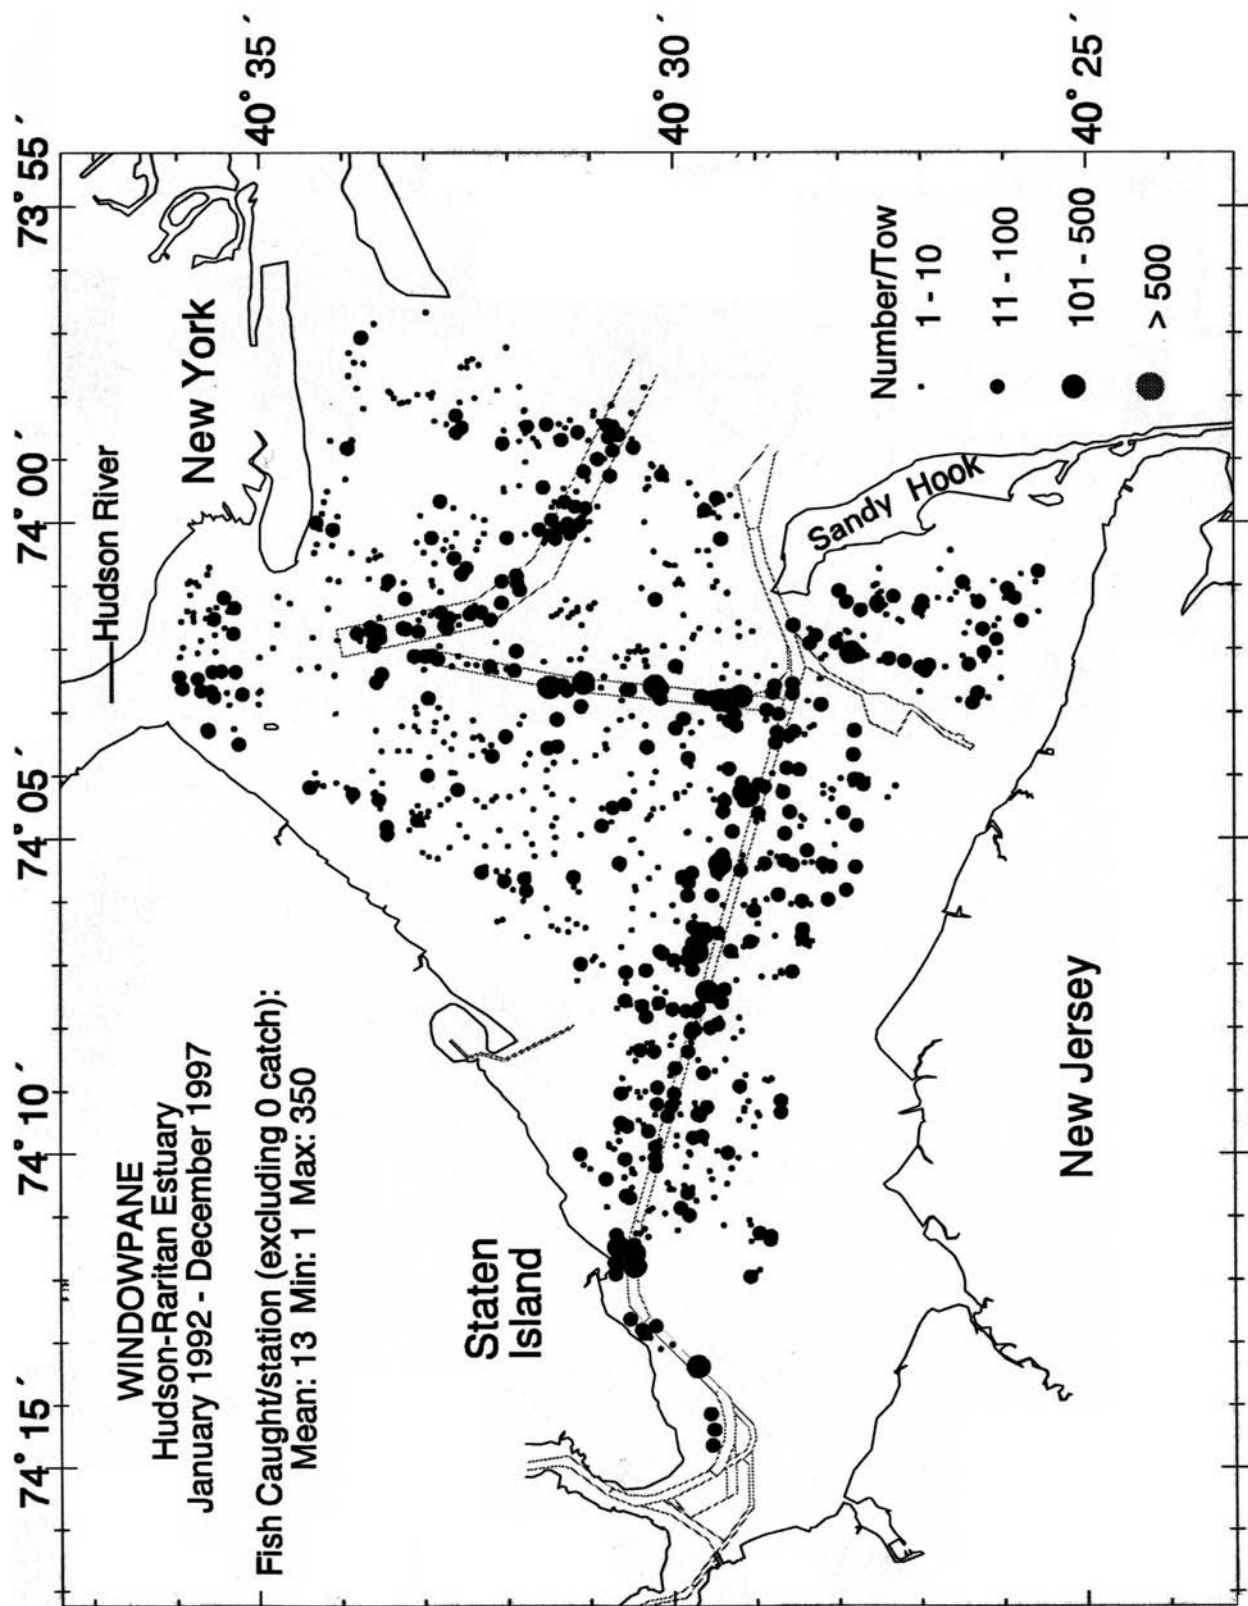 WINDOWPANE
Hudson-Raritan Estuary
January 1992 - December 1997
Fish Caught/station (excluding 0 catch):
Mean: 13 Min: 1 Max: 350
74° 15´
74° 10´
74° 05´
74° 00´
73° 55´
40° 35´
40° 30´
40° 25´
Hudson River
New York
Staten
Island
Sandy Hook
New Jersey
Number/Tow
1 - 10
11 - 100
101 - 500
> 500